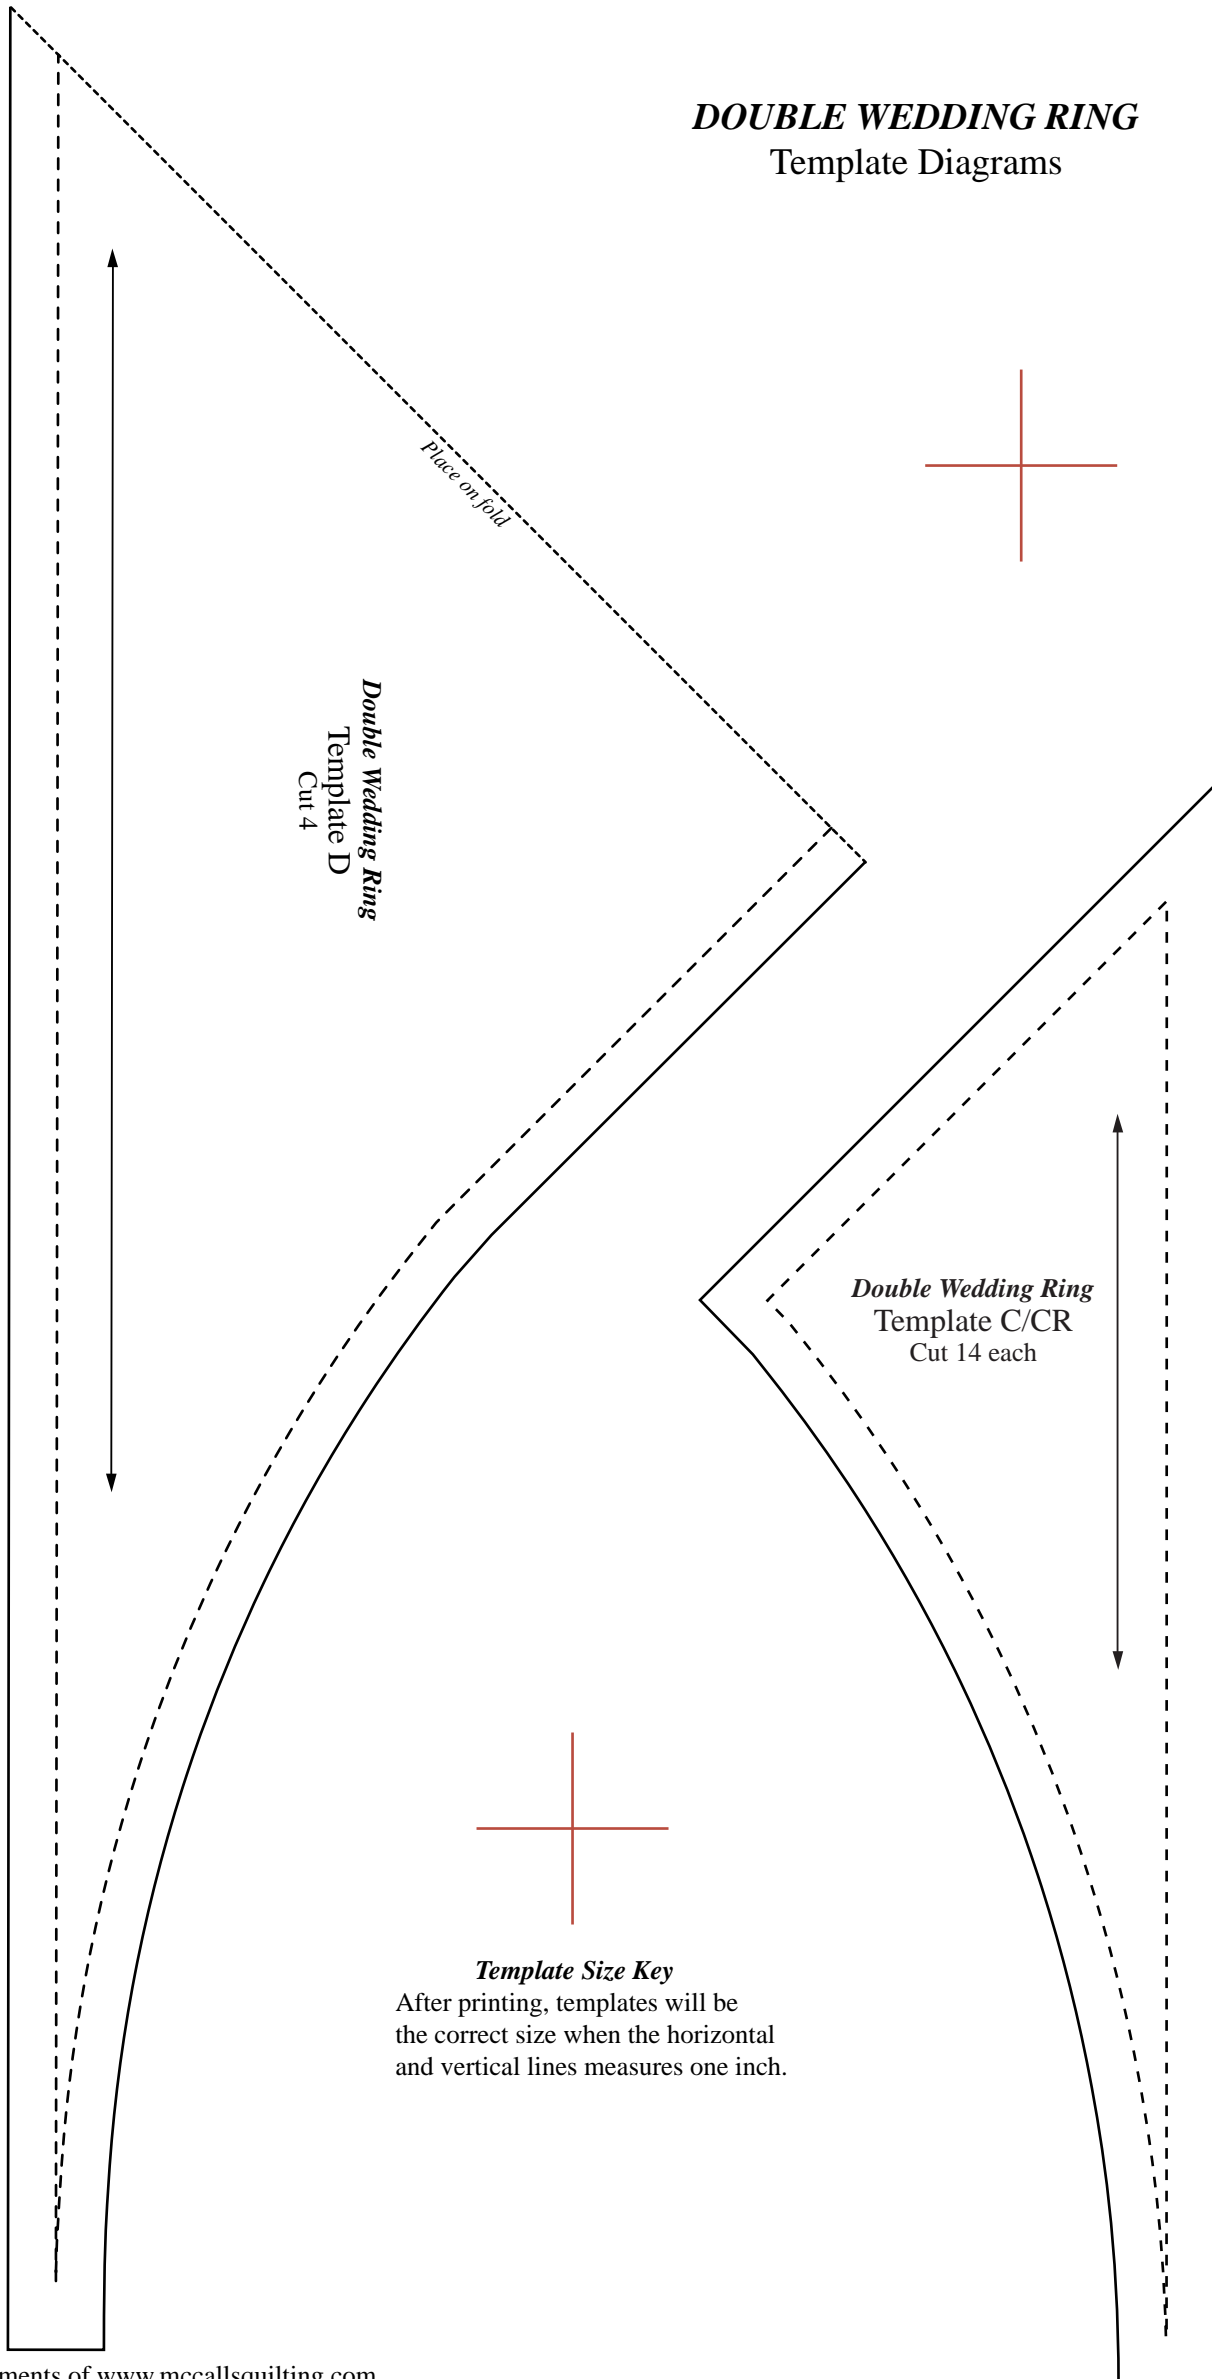 DOUBLE WEDDING RING
Template Diagrams
Place on fold
Double Wedding Ring
Template D
Cut 4
Double Wedding Ring
Template C/CR
Cut 14 each
Template Size Key
After printing, templates will be
the correct size when the horizontal
and vertical lines measures one inch.
of www.mccallsquilting.com